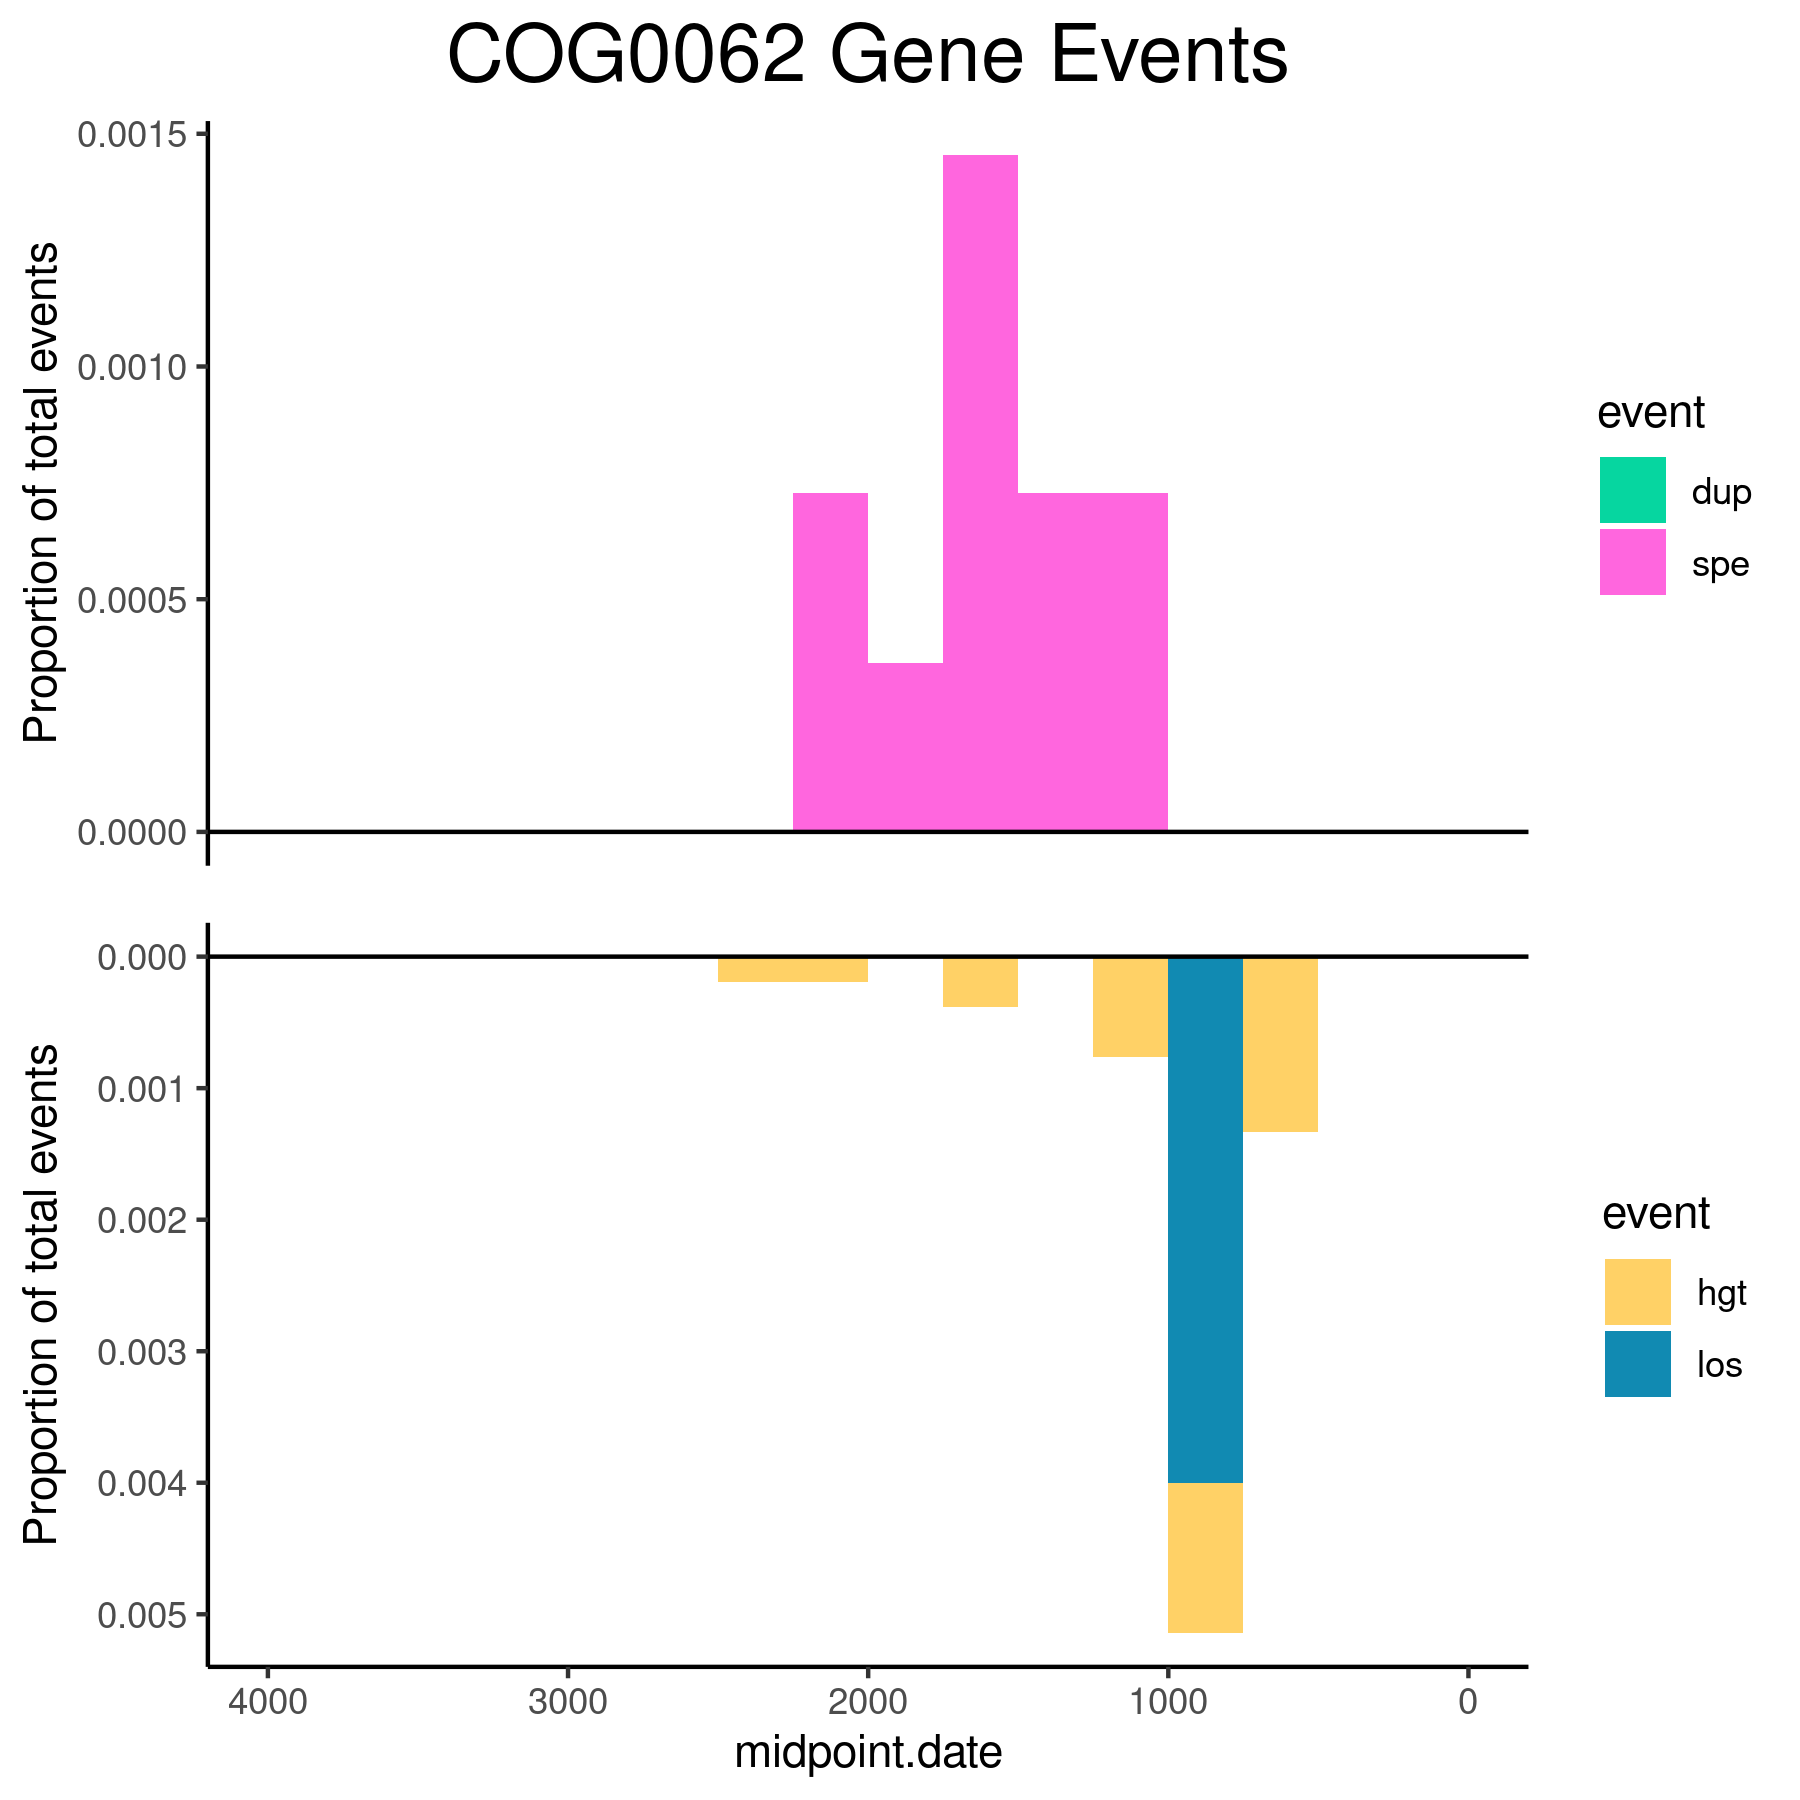 COG0062 Gene Events
Proportion of total events
0.0015
0.0010
0.0005
0.0000
event
dup
spe
Proportion of total events
0.000
0.001
0.002
0.003
0.004
0.005
event
hgt
los
4000 3000 2000 1000 0
midpoint.date